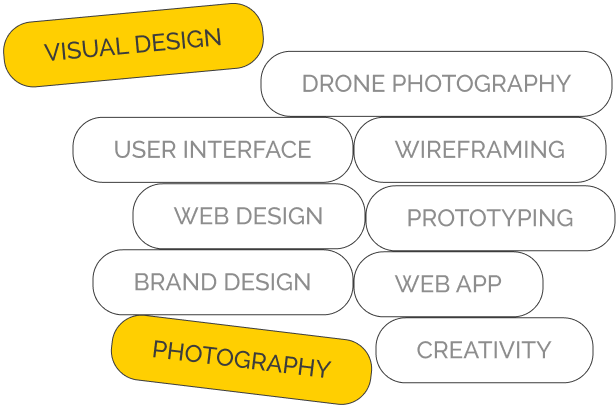 VISUAL DESIGN
DRONE PHOTOGRAPHY
USER INTERFACE
WIREFRAMING
WEB DESIGN
PROTOTYPING
BRAND DESIGN
WEB APP
PHOTOGRAPHY
CREATIVITY